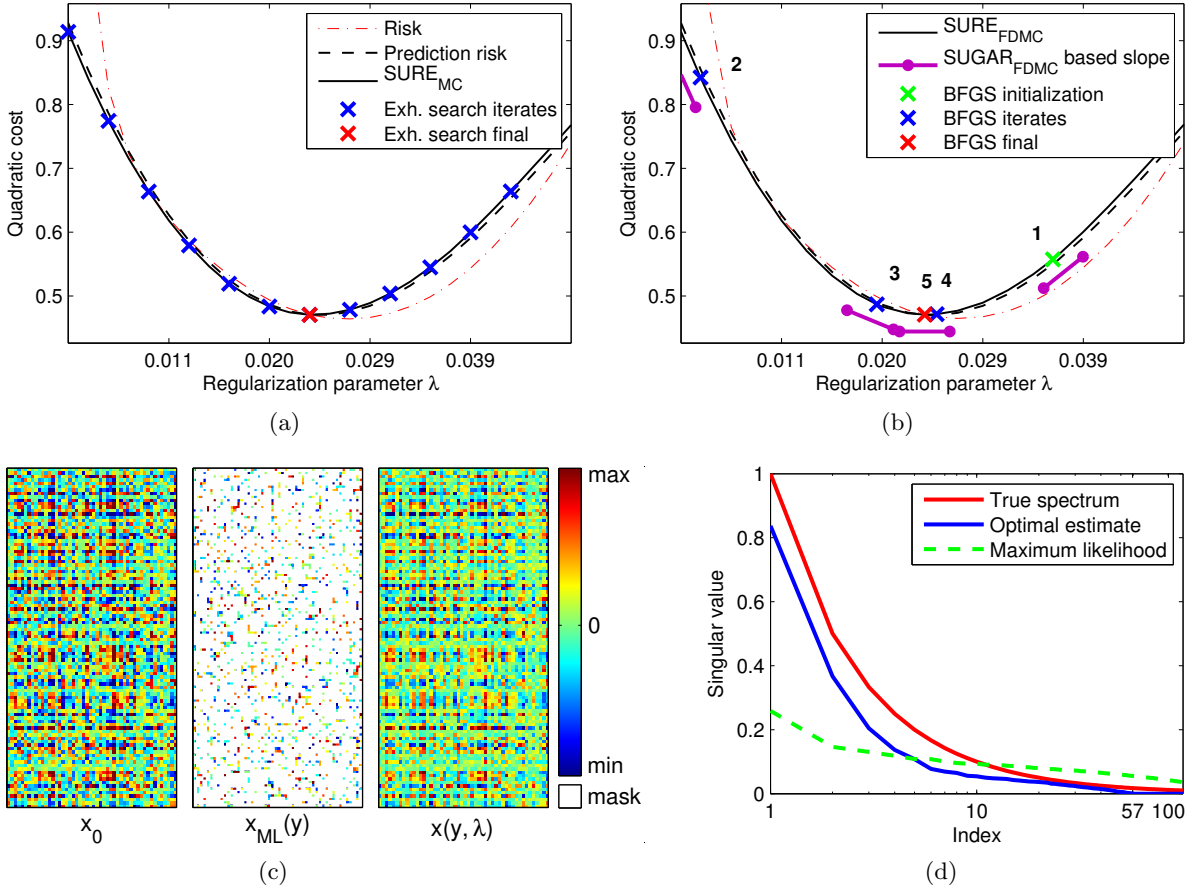 0.9
0.8
0.7
0.6
0.5
Quadratic cost
Risk
Prediction risk
SURE_MC
Exh. search iterates
Exh. search final
0.011 0.020 0.029 0.039
Regularization parameter λ
(a)
0.9
0.8
0.7
0.6
0.5
Quadratic cost
SURE_FDMC
SUGAR_FDMC based slope
BFGS initialization
BFGS iterates
BFGS final
2
1
3
5 4
0.011 0.020 0.029 0.039
Regularization parameter λ
(b)
max
0
min
mask
x_0
x_ML(y)
x(y, λ)
(c)
1
0.8
0.6
0.4
0.2
0
Singular value
True spectrum
Optimal estimate
Maximum likelihood
1 10 57 100
Index
(d)